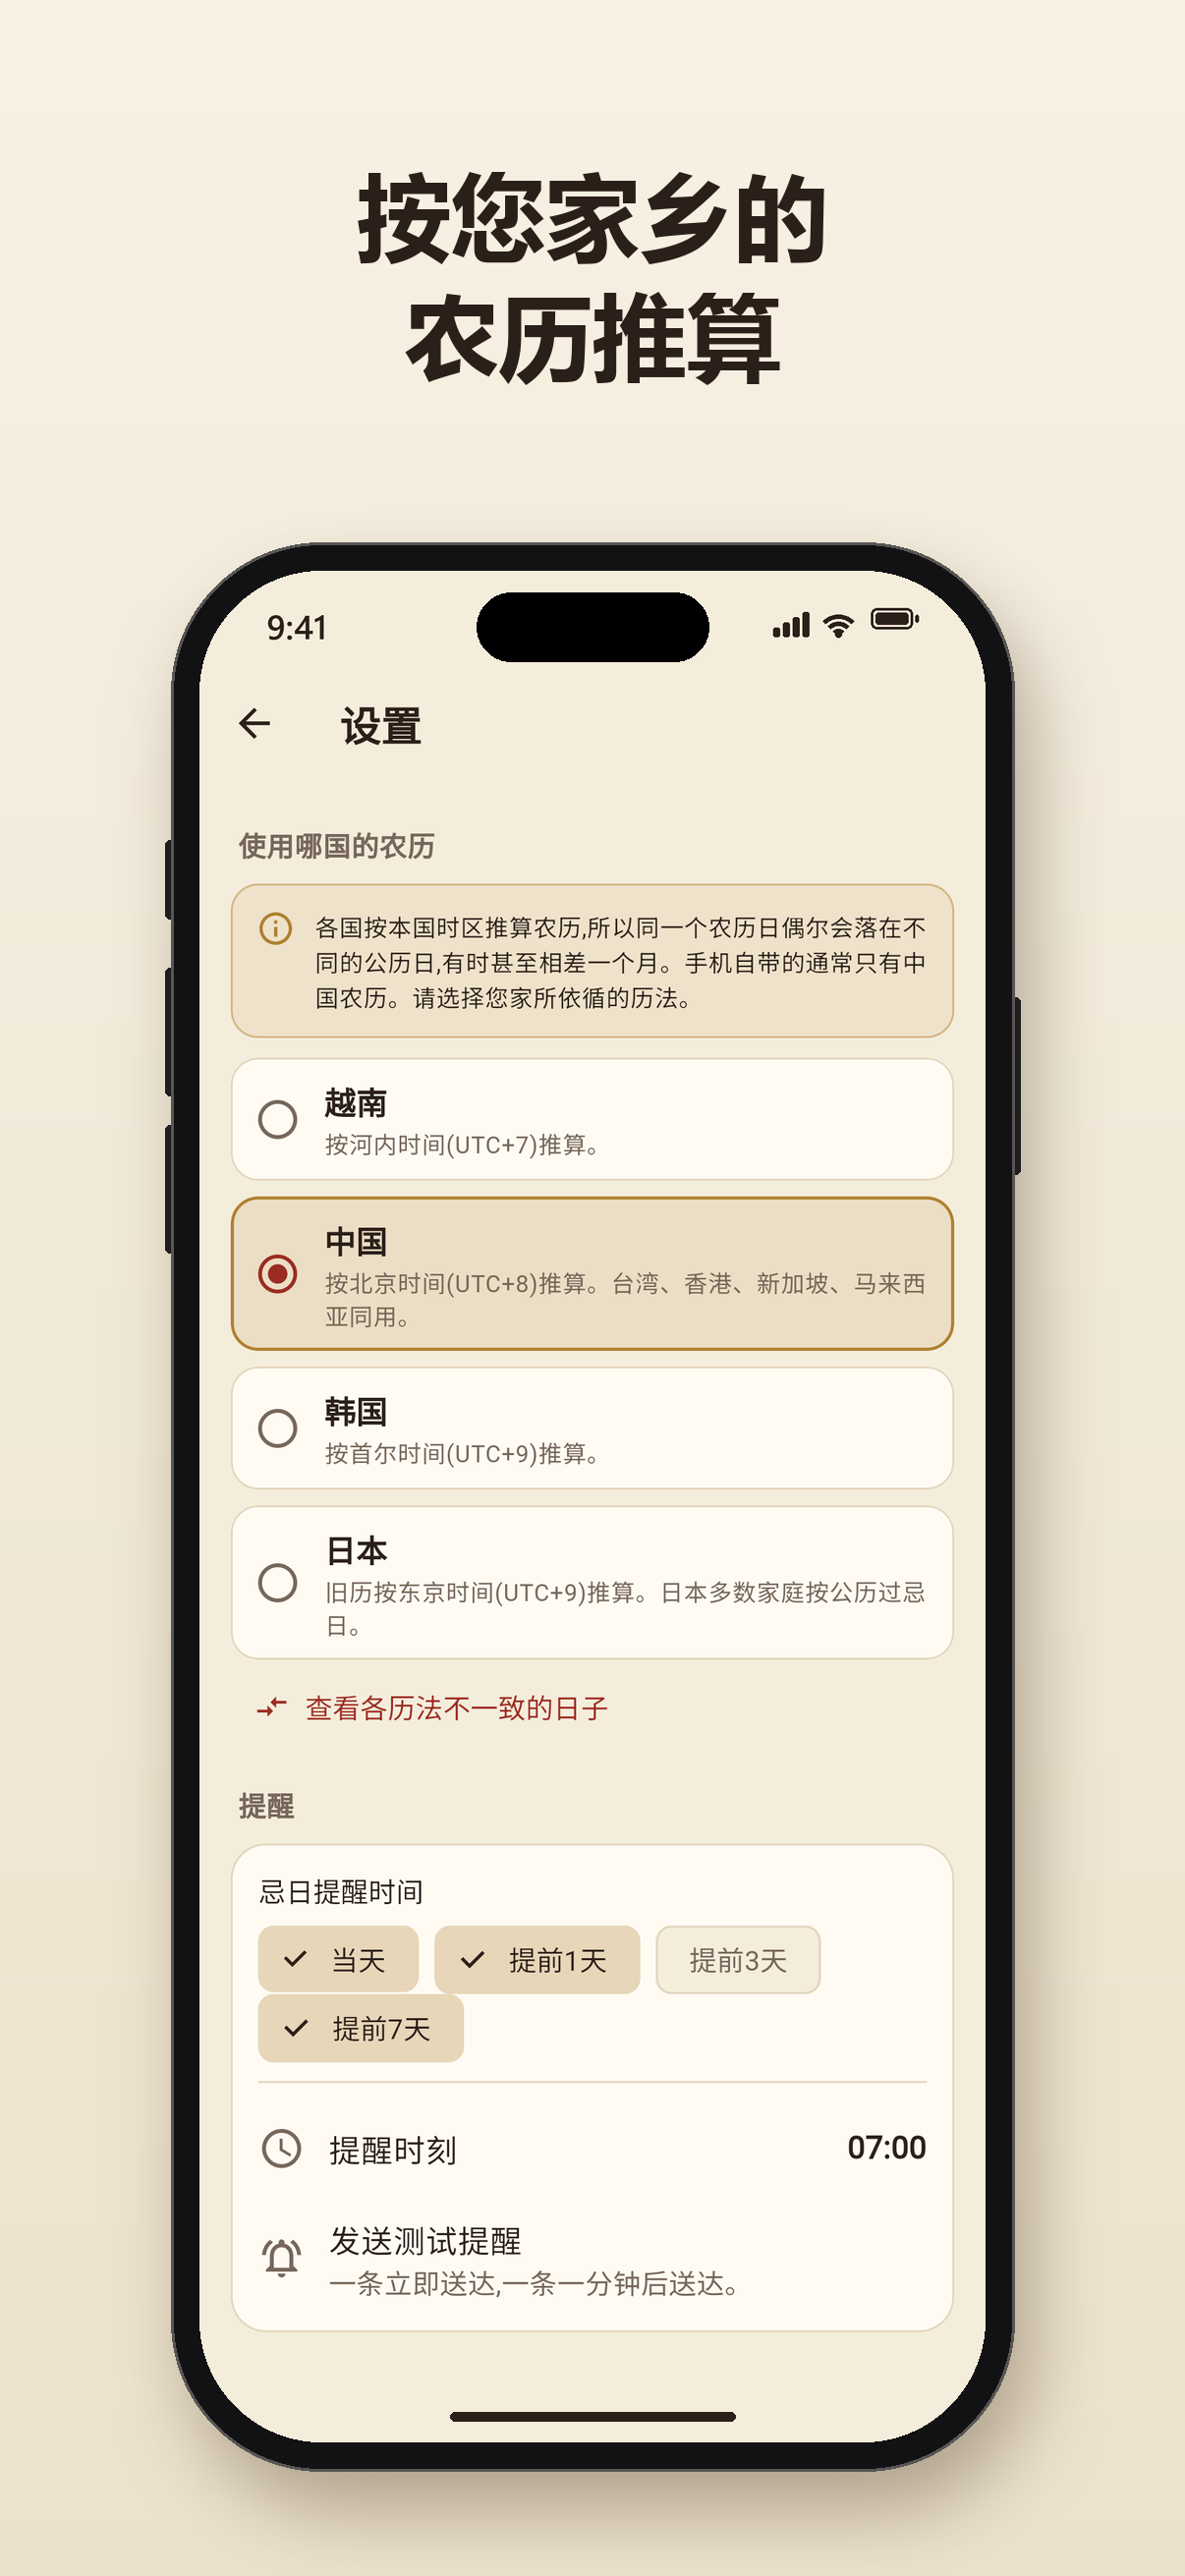 按您家乡的
农历推算
9:41
设置
使用哪国的农历
各国按本国时区推算农历,所以同一个农历日偶尔会落在不
同的公历日,有时甚至相差一个月。手机自带的通常只有中
国农历。请选择您家所依循的历法。
越南
按河内时间(UTC+7)推算。
中国
按北京时间(UTC+8)推算。台湾、香港、新加坡、马来西
亚同用。
韩国
按首尔时间(UTC+9)推算。
日本
旧历按东京时间(UTC+9)推算。日本多数家庭按公历过忌
日。
查看各历法不一致的日子
提醒
忌日提醒时间
当天 提前1天 提前3天
提前7天
提醒时刻 07:00
发送测试提醒
一条立即送达,一条一分钟后送达。